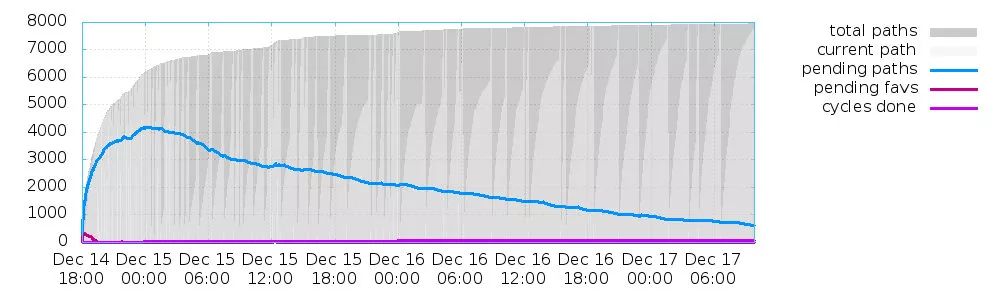 8000
7000
6000
5000
4000
3000
2000
1000
0
Dec 14 Dec 15 Dec 15 Dec 15 Dec 15 Dec 16 Dec 16 Dec 16 Dec 16 Dec 17 Dec 17
18:00 00:00 06:00 12:00 18:00 00:00 06:00 12:00 18:00 00:00 06:00
total paths
current path
pending paths
pending favs
cycles done